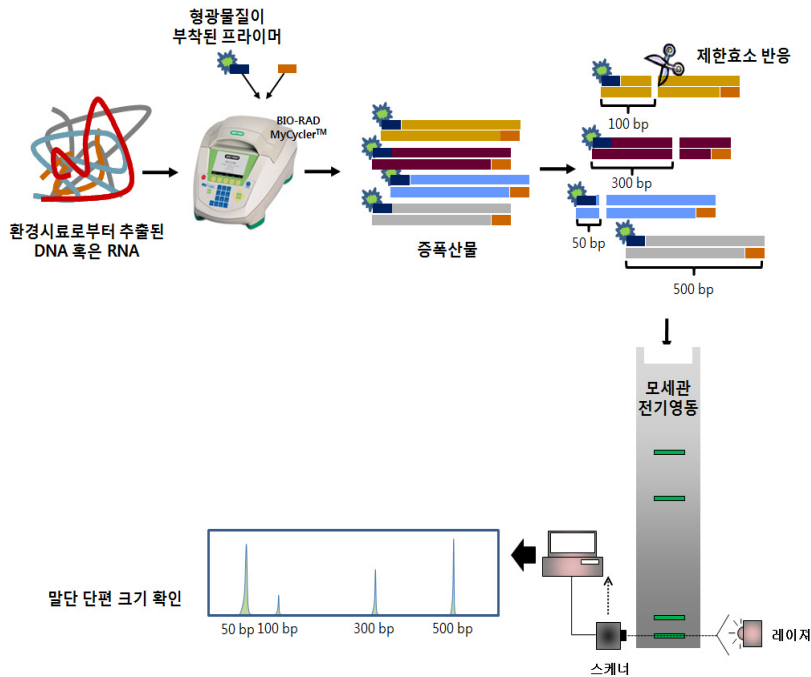 형광물질이
부착된 프라이머
BIO-RAD
MyCycler™
제한효소 반응
100 bp
300 bp
50 bp
500 bp
환경시료로부터 추출된
DNA 혹은 RNA
증폭산물
모세관
전기영동
말단 단편 크기 확인
50 bp 100 bp 300 bp 500 bp
스케너
레이져